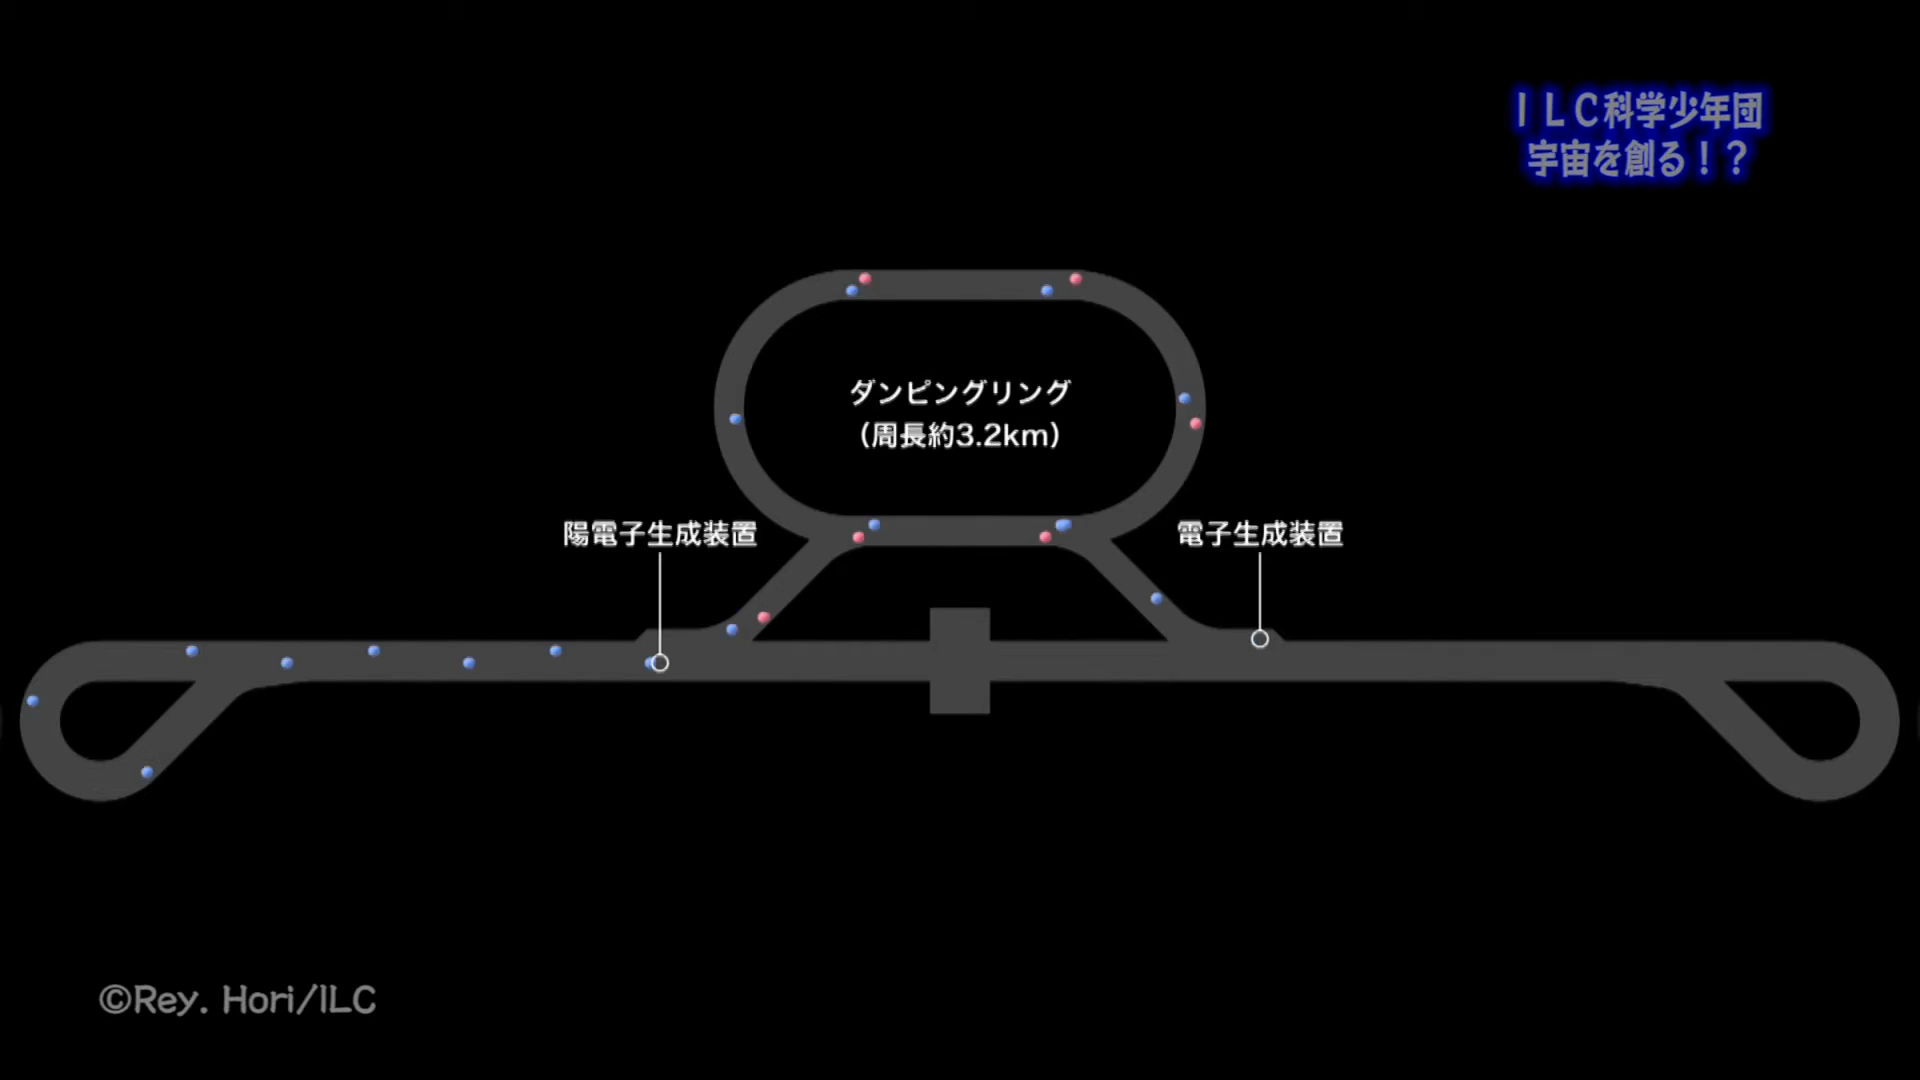 ILC科学少年団
宇宙を創る!?
ダンピングリング
(周長約3.2km)
陽電子生成装置
電子生成装置
©Rey. Hori/ILC